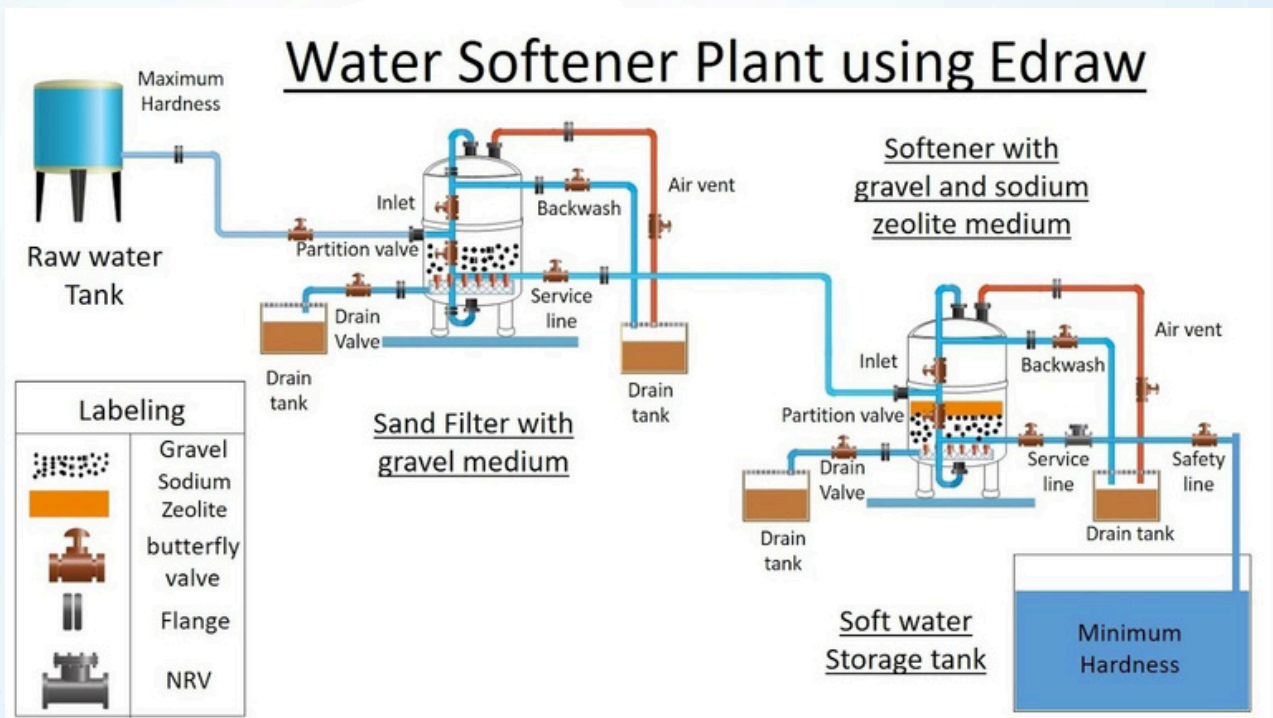 Water Softener Plant using Edraw
Maximum
Hardness
Raw water
Tank
Inlet
Partition valve
Backwash
Air vent
Drain
Valve
Service
line
Drain
tank
Drain
tank
Sand Filter with
gravel medium
Softener with
gravel and sodium
zeolite medium
Inlet
Partition valve
Backwash
Air vent
Drain
Valve
Service
line
Safety
line
Drain
tank
Drain tank
Soft water
Storage tank
Minimum
Hardness
Labeling
Gravel
Sodium
Zeolite
butterfly
valve
Flange
NRV